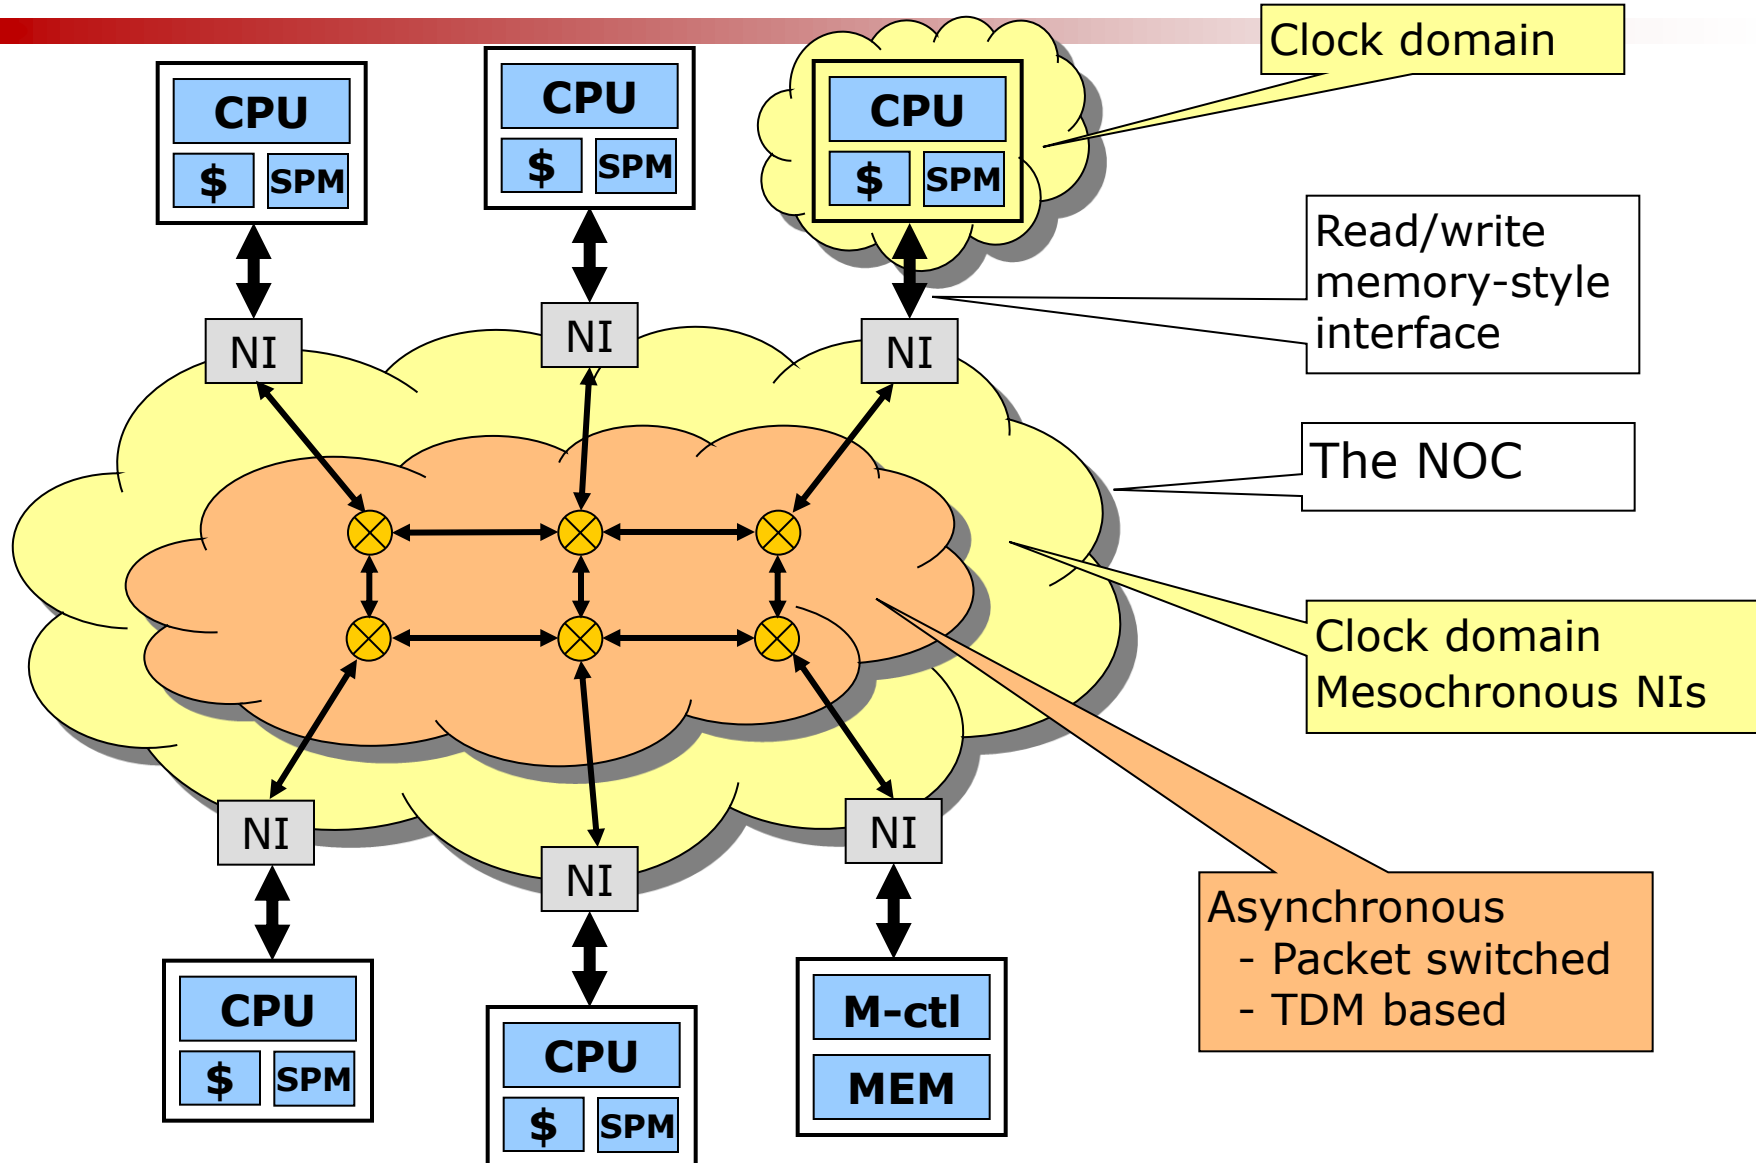 Clock domain
CPU
$ SPM
CPU
$ SPM
CPU
$ SPM
Read/write
memory-style
interface
NI
NI
NI
The NOC
Clock domain
Mesochronous NIs
NI
NI
NI
Asynchronous
- Packet switched
- TDM based
CPU
$ SPM
CPU
$ SPM
M-ctl
MEM